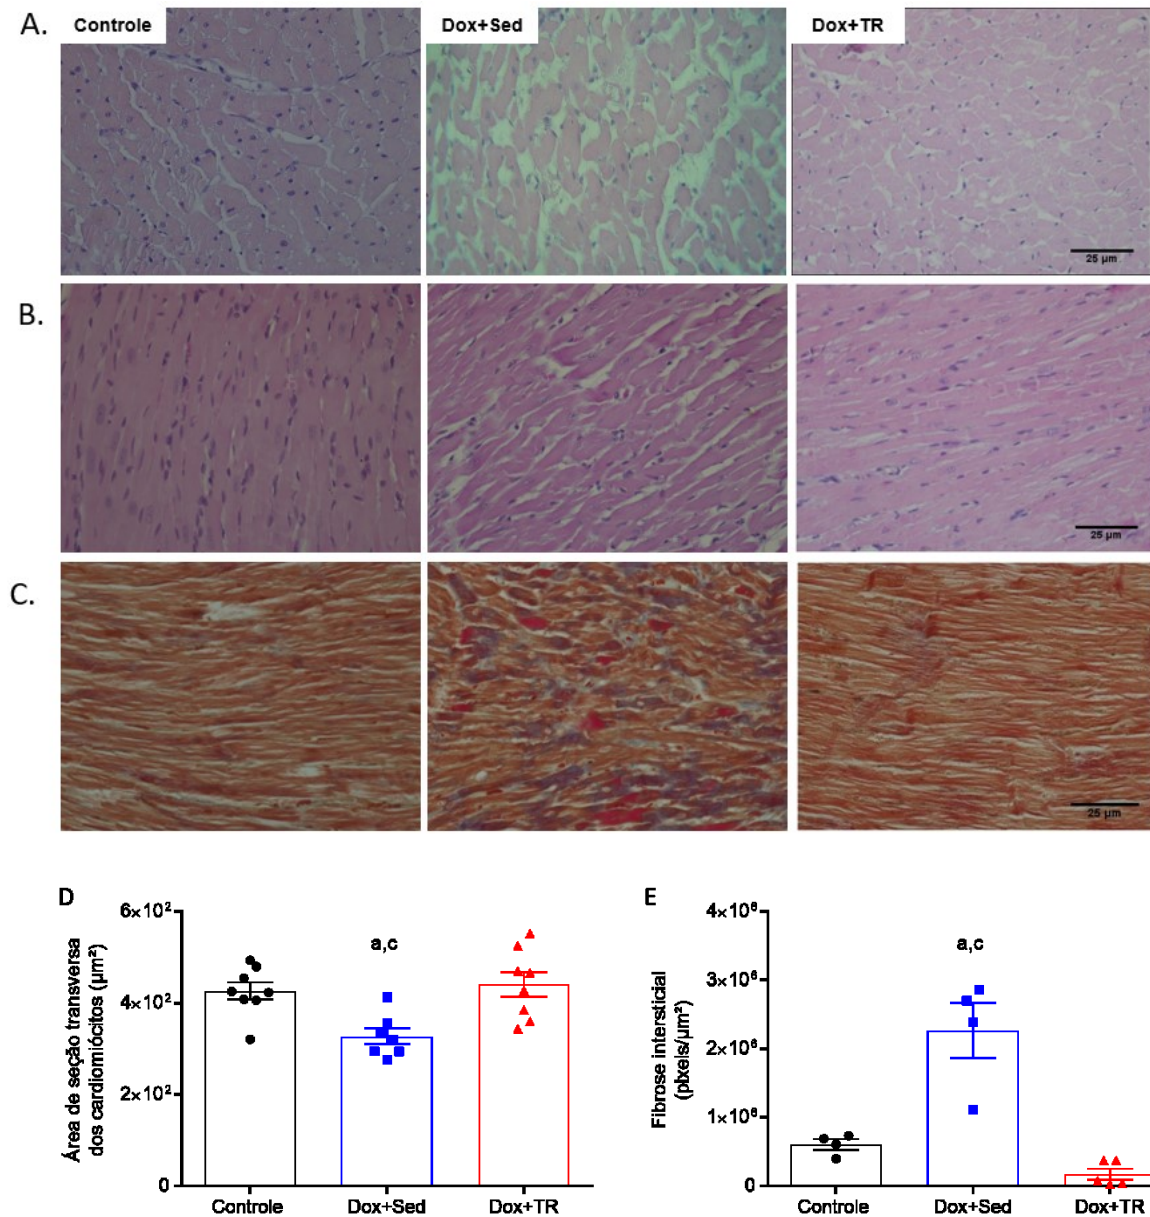 A.
Controle
Dox+Sed
Dox+TR
25 µm
B.
25 µm
C.
25 µm
D
6×10²
4×10²
2×10²
0
Área de seção transversa
dos cardiomiócitos (µm²)
a,c
Controle
Dox+Sed
Dox+TR
E
4×10⁶
3×10⁶
2×10⁶
1×10⁶
0
Fibrose intersticial
(pixels/µm²)
a,c
Controle
Dox+Sed
Dox+TR